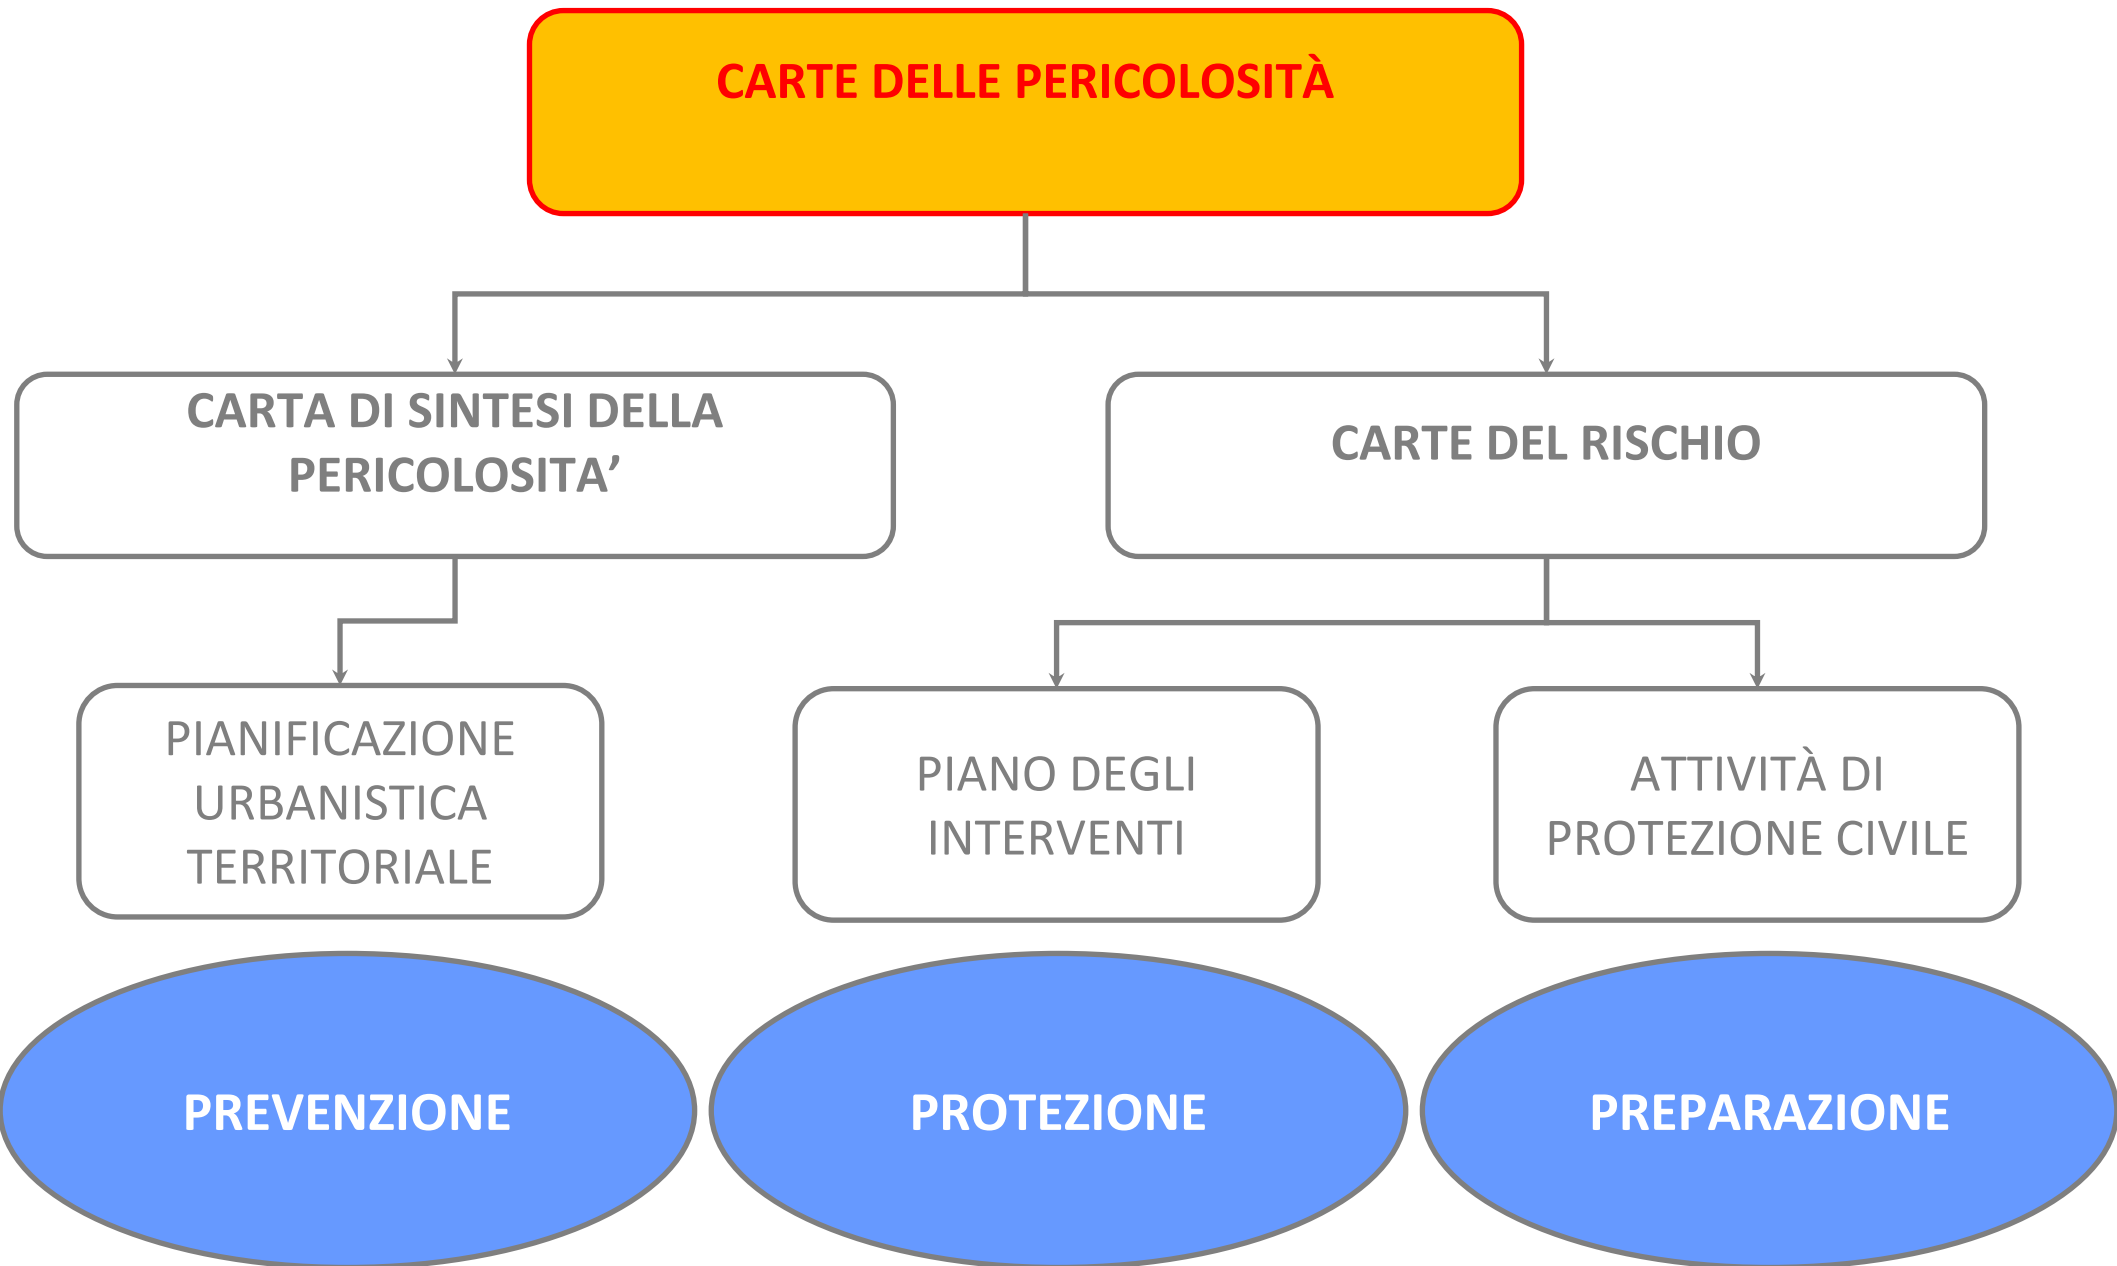 CARTE DELLE PERICOLOSITÀ
CARTA DI SINTESI DELLA
PERICOLOSITA’
CARTE DEL RISCHIO
PIANIFICAZIONE
URBANISTICA
TERRITORIALE
PIANO DEGLI
INTERVENTI
ATTIVITÀ DI
PROTEZIONE CIVILE
PREVENZIONE
PROTEZIONE
PREPARAZIONE